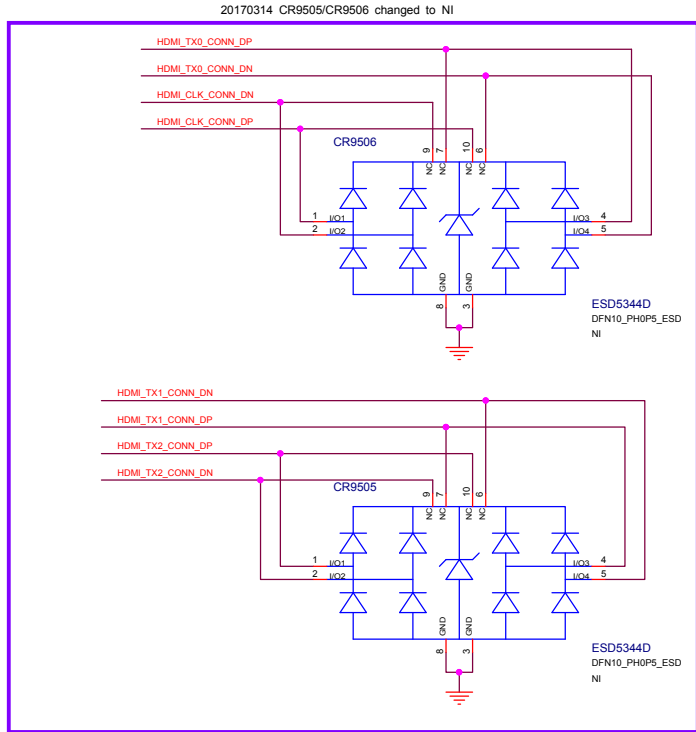 20170314 CR9505/CR9506 changed to NI
HDMI_TX0_CONN_DP
HDMI_TX0_CONN_DN
HDMI_CLK_CONN_DN
HDMI_CLK_CONN_DP
CR9506
9 7 10 6
NC NC NC NC
1 I/O1
2 I/O2
I/O3 4
I/O4 5
GND GND
8 3
ESD5344D
DFN10_PH0P5_ESD
NI
HDMI_TX1_CONN_DN
HDMI_TX1_CONN_DP
HDMI_TX2_CONN_DP
HDMI_TX2_CONN_DN
CR9505
9 7 10 6
NC NC NC NC
1 I/O1
2 I/O2
I/O3 4
I/O4 5
GND GND
8 3
ESD5344D
DFN10_PH0P5_ESD
NI